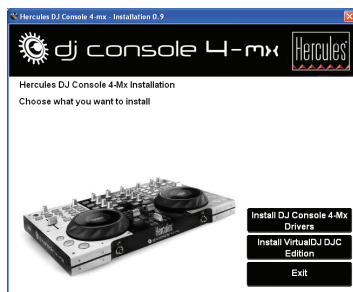 Hercules DJ Console 4-mx - Installation 0.9
dj console 4-mx
Hercules
Hercules DJ Console 4-Mx Installation
Choose what you want to install
Hercules
Install DJ Console 4-Mx
Drivers
Install VirtualDJ DJC
Edition
Exit